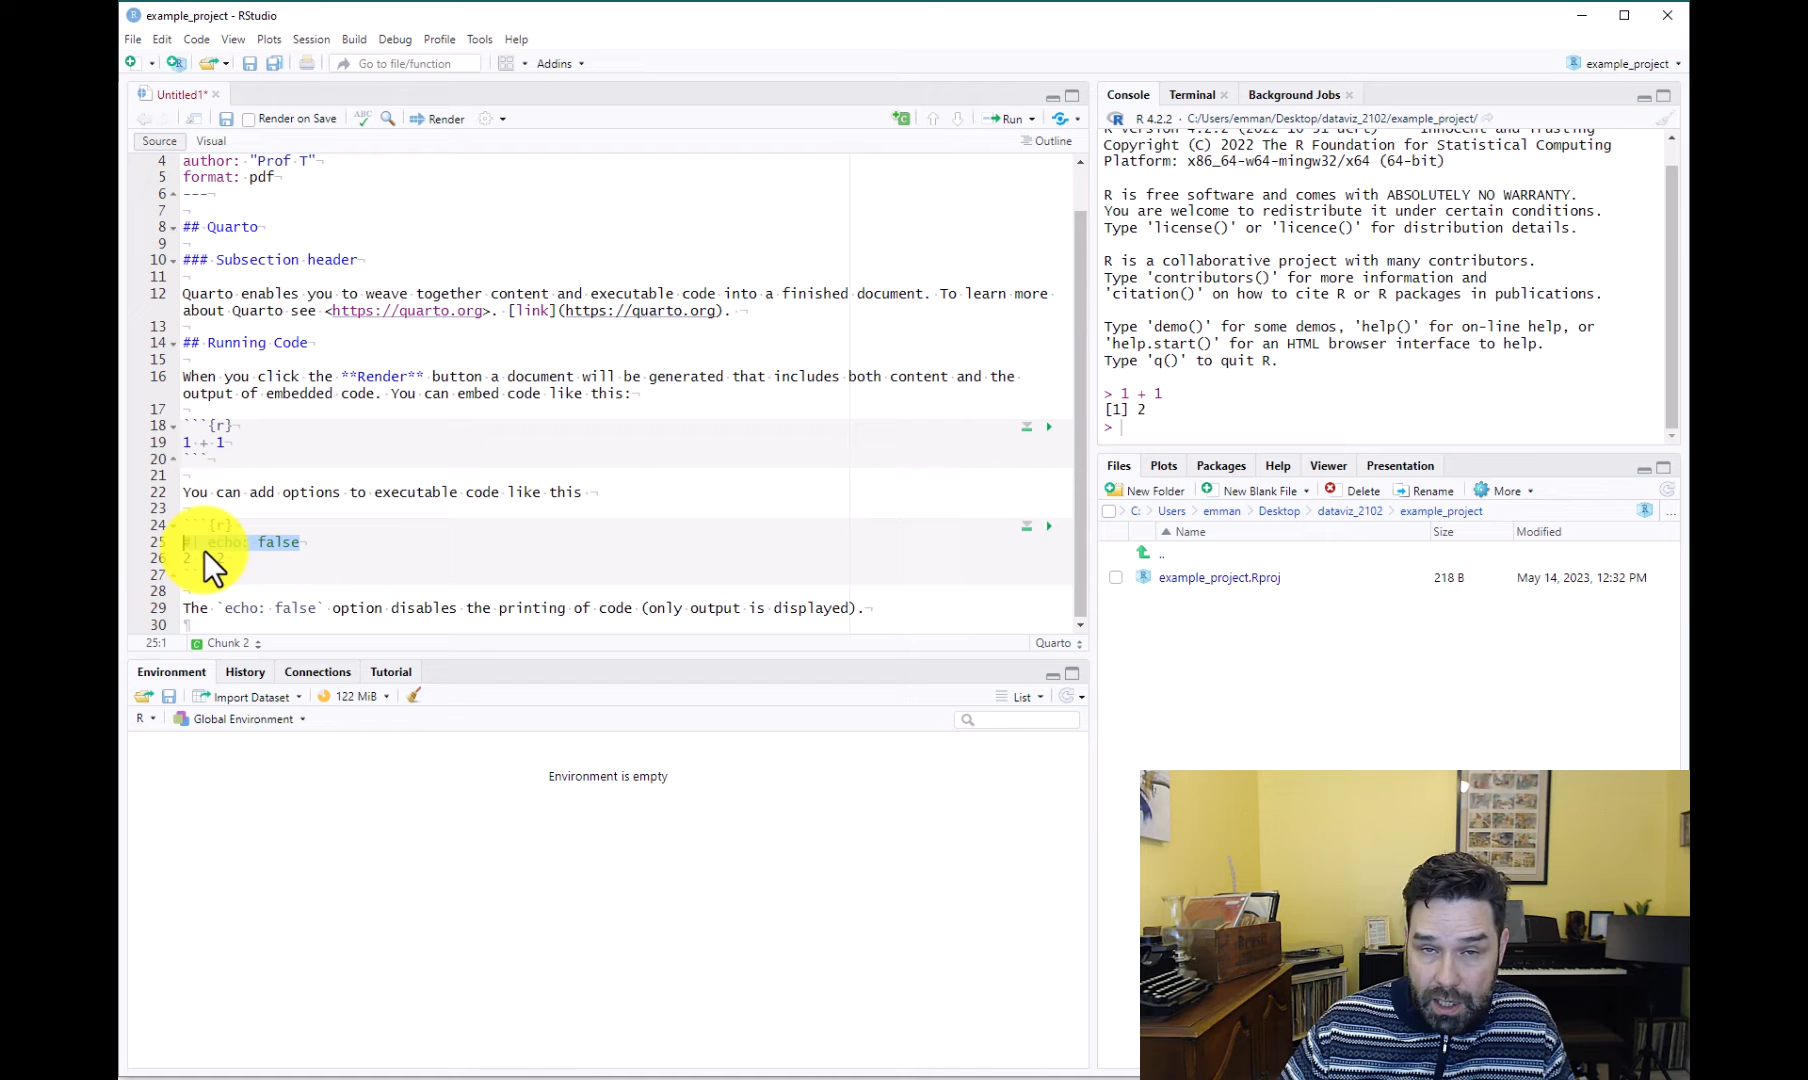 example_project - RStudio
File Edit Code View Plots Session Build Debug Profile Tools Help
Go to file/function Addins example_project
Untitled1*
Render on Save ABC Render Run
Source Visual Outline
4 author: "Prof T"
5 format: pdf
6 ---
7
8 ## Quarto
9
10 ### Subsection header
11
12 Quarto enables you to weave together content and executable code into a finished document. To learn more
about Quarto see <https://quarto.org>. [link](https://quarto.org).
13
14 ## Running Code
15
16 When you click the **Render** button a document will be generated that includes both content and the
output of embedded code. You can embed code like this:
17
18 ```{r}
19 1 + 1
20 ```
21
22 You can add options to executable code like this
23
24 ```{r}
25 #| echo: false
26 2 2
27
28
29 The `echo: false` option disables the printing of code (only output is displayed).
30
25:1 Chunk 2 Quarto
Environment History Connections Tutorial
Import Dataset 122 MiB List
R Global Environment
Environment is empty
Console Terminal Background Jobs
R 4.2.2 · C:/Users/emman/Desktop/dataviz_2102/example_project/
Copyright (C) 2022 The R Foundation for Statistical Computing
Platform: x86_64-w64-mingw32/x64 (64-bit)
R is free software and comes with ABSOLUTELY NO WARRANTY.
You are welcome to redistribute it under certain conditions.
Type 'license()' or 'licence()' for distribution details.
R is a collaborative project with many contributors.
Type 'contributors()' for more information and
'citation()' on how to cite R or R packages in publications.
Type 'demo()' for some demos, 'help()' for on-line help, or
'help.start()' for an HTML browser interface to help.
Type 'q()' to quit R.
> 1 + 1
[1] 2
>
Files Plots Packages Help Viewer Presentation
New Folder New Blank File Delete Rename More
C: Users emman Desktop dataviz_2102 example_project ...
Name Size Modified
..
example_project.Rproj 218 B May 14, 2023, 12:32 PM